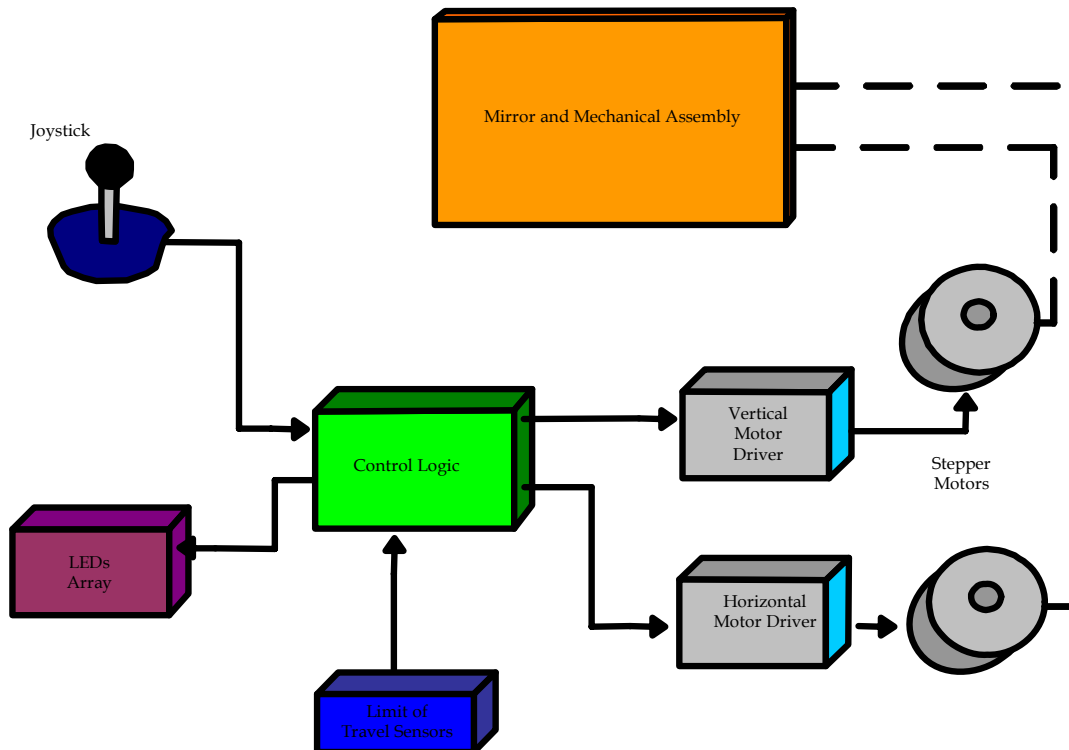 Mirror and Mechanical Assembly
Joystick
Control Logic
Vertical
Motor
Driver
Stepper
Motors
LEDs
Array
Horizontal
Motor Driver
Limit of
Travel Sensors